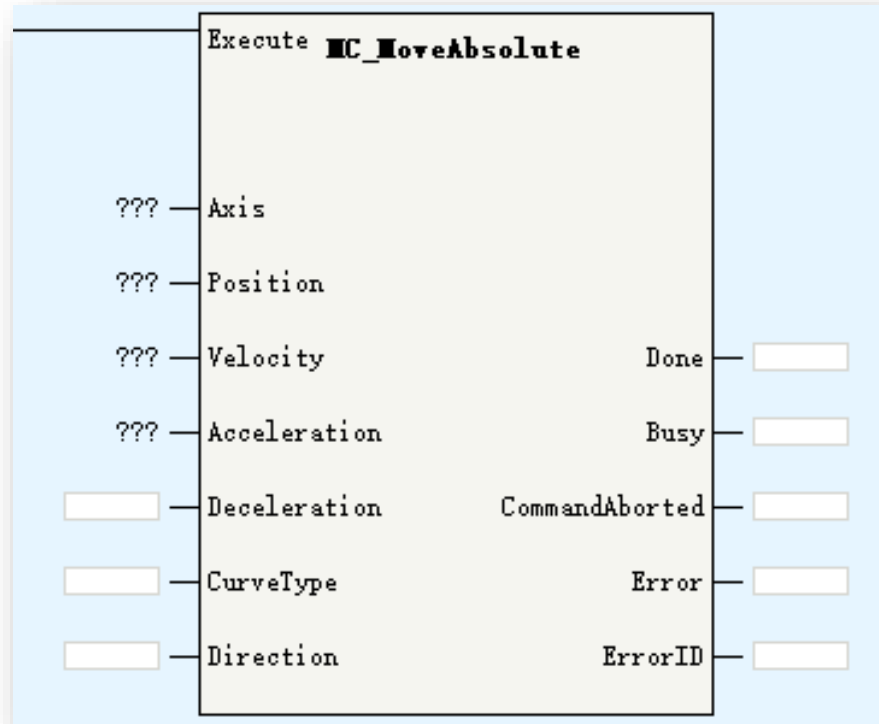 Execute MC_MoveAbsolute
??? Axis
??? Position
??? Velocity Done
??? Acceleration Busy
Deceleration CommandAborted
CurveType Error
Direction ErrorID